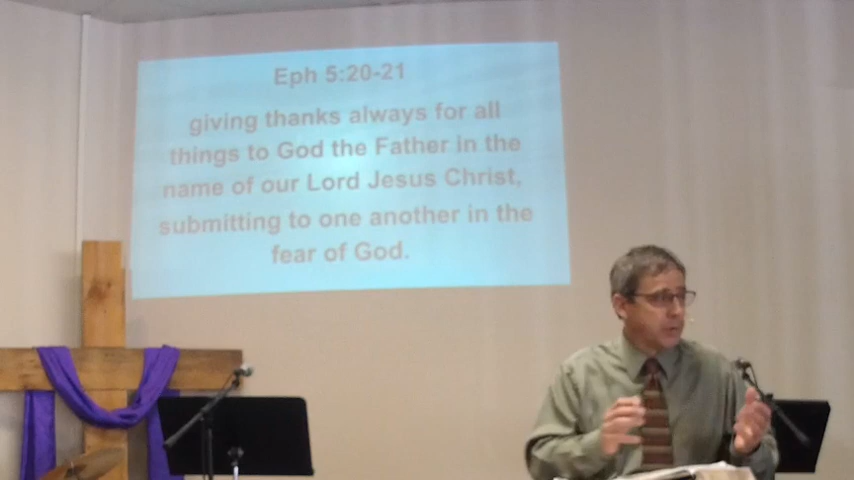 Eph 5:20-21
giving thanks always for all
things to God the Father in the
name of our Lord Jesus Christ,
submitting to one another in the
fear of God.